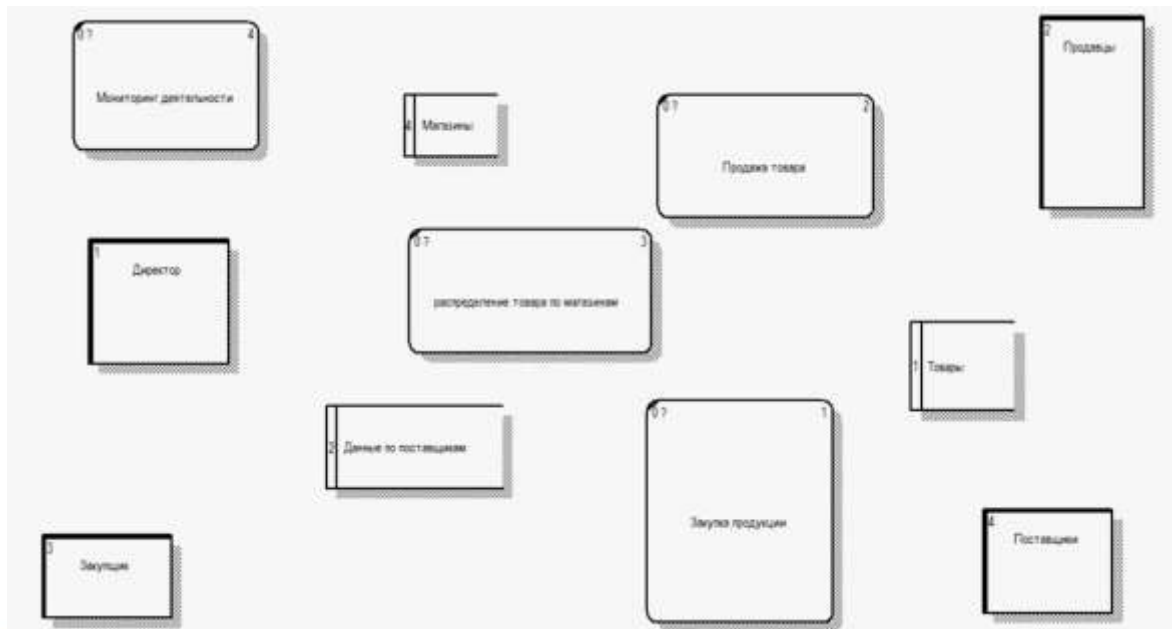 0 ? 4
Мониторинг деятельности
2
Продавцы
4 Магазины
0 ? 2
Продажа товара
1
Директор
0 ? 3
распределение товара по магазинам
1 Товары
2 Данные по поставщикам
0 ? 1
Закупка продукции
3
Закупщик
4
Поставщики